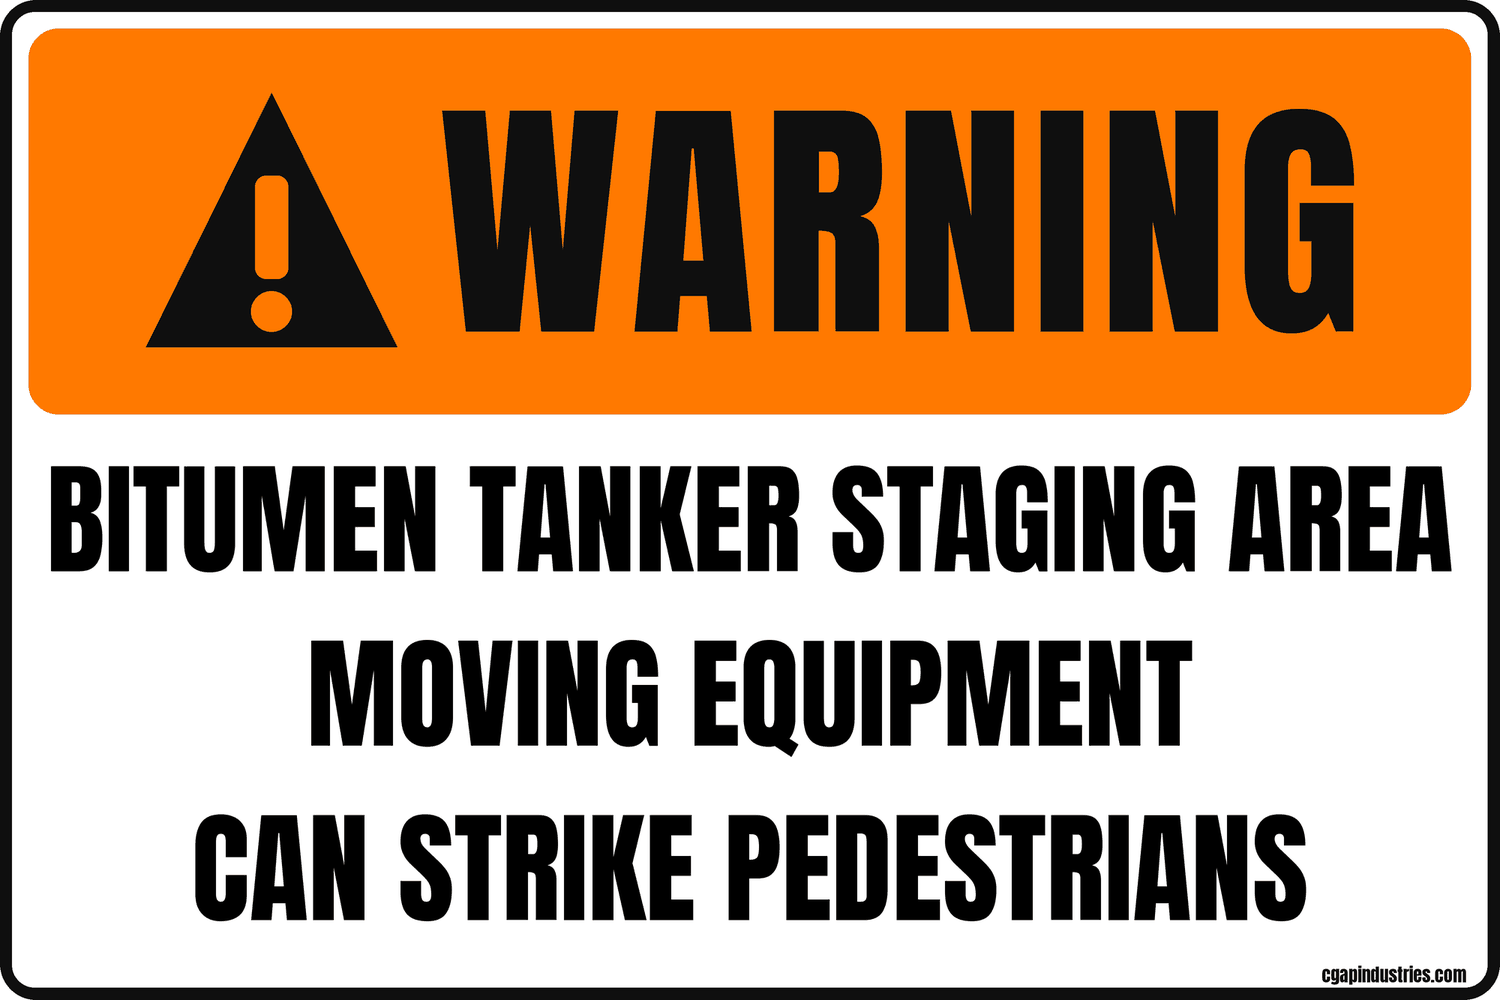 WARNING
BITUMEN TANKER STAGING AREA
MOVING EQUIPMENT
CAN STRIKE PEDESTRIANS
cgapindustries.com